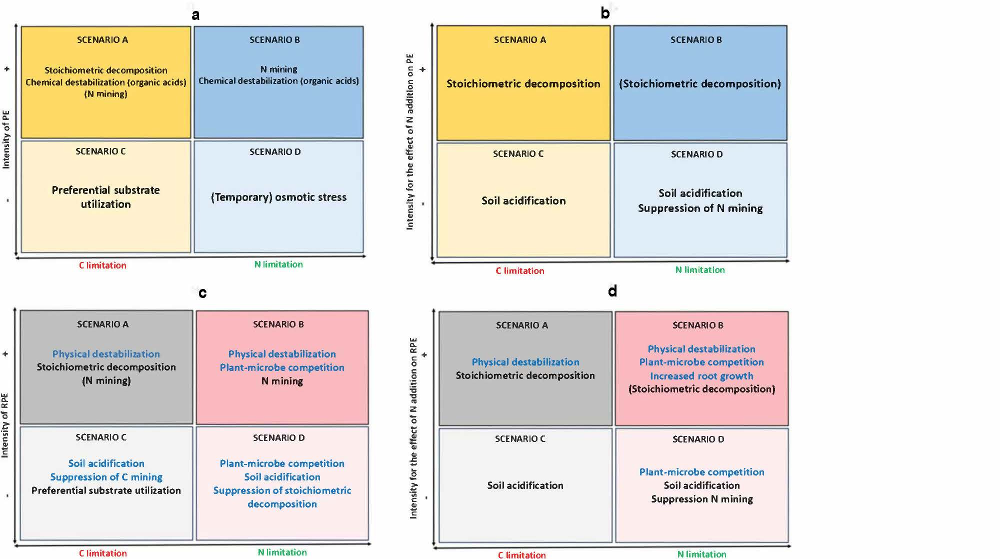 a
SCENARIO A
Stoichiometric decomposition
Chemical destabilization (organic acids)
(N mining)
SCENARIO B
N mining
Chemical destabilization (organic acids)
SCENARIO C
Preferential substrate
utilization
SCENARIO D
(Temporary) osmotic stress
Intensity of PE
+
-
C limitation
N limitation
b
SCENARIO A
Stoichiometric decomposition
SCENARIO B
(Stoichiometric decomposition)
SCENARIO C
Soil acidification
SCENARIO D
Soil acidification
Suppression of N mining
Intensity for the effect of N addition on PE
+
-
C limitation
N limitation
c
SCENARIO A
Physical destabilization
Stoichiometric decomposition
(N mining)
SCENARIO B
Physical destabilization
Plant-microbe competition
N mining
SCENARIO C
Soil acidification
Suppression of C mining
Preferential substrate utilization
SCENARIO D
Plant-microbe competition
Soil acidification
Suppression of stoichiometric
decomposition
Intensity of RPE
+
-
C limitation
N limitation
d
SCENARIO A
Physical destabilization
Stoichiometric decomposition
SCENARIO B
Physical destabilization
Plant-microbe competition
Increased root growth
(Stoichiometric decomposition)
SCENARIO C
Soil acidification
SCENARIO D
Plant-microbe competition
Soil acidification
Suppression N mining
Intensity for the effect of N addition on RPE
+
-
C limitation
N limitation